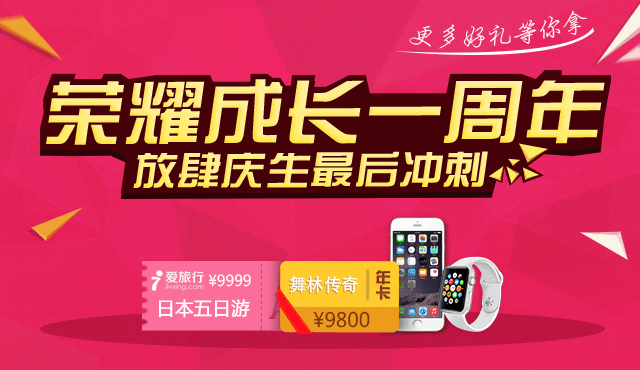 更多好礼等你拿
荣耀成长一周年
放肆庆生最后冲刺
爱旅行 ¥9999
日本五日游
舞林传奇
年卡
¥9800